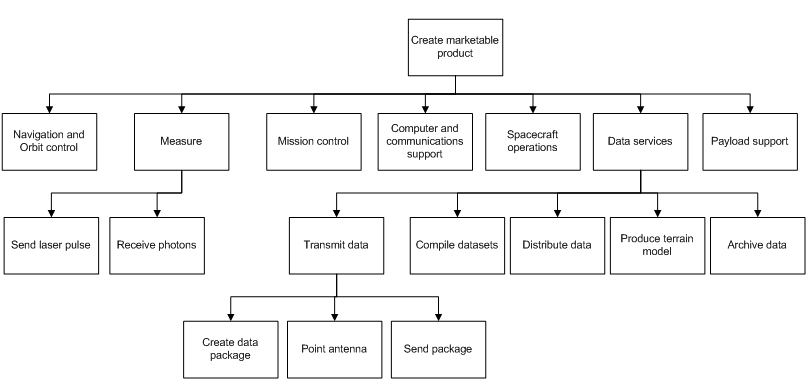 Create marketable
product
Navigation and
Orbit control
Measure
Mission control
Computer and
communications
support
Spacecraft
operations
Data services
Payload support
Send laser pulse
Receive photons
Transmit data
Compile datasets
Distribute data
Produce terrain
model
Archive data
Create data
package
Point antenna
Send package